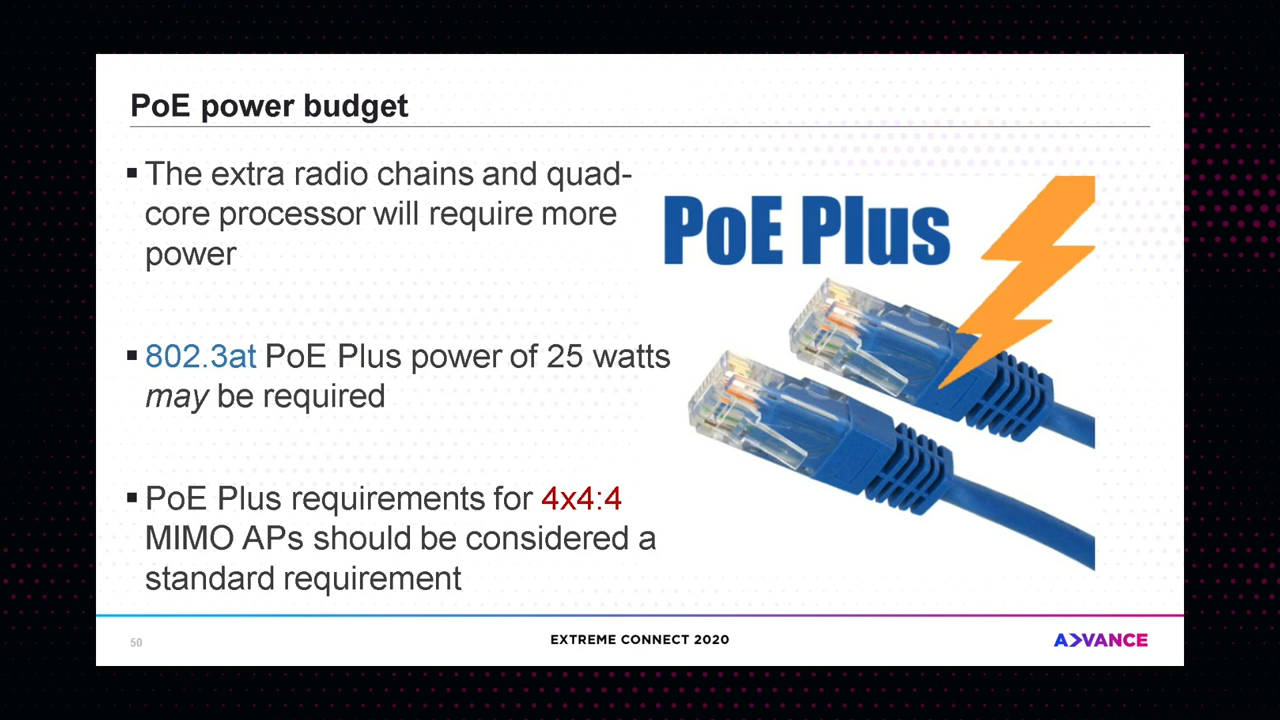 PoE power budget
▪ The extra radio chains and quad-
core processor will require more
power
▪ 802.3at PoE Plus power of 25 watts
may be required
▪ PoE Plus requirements for 4x4:4
MIMO APs should be considered a
standard requirement
PoE Plus
50
EXTREME CONNECT 2020
ADVANCE